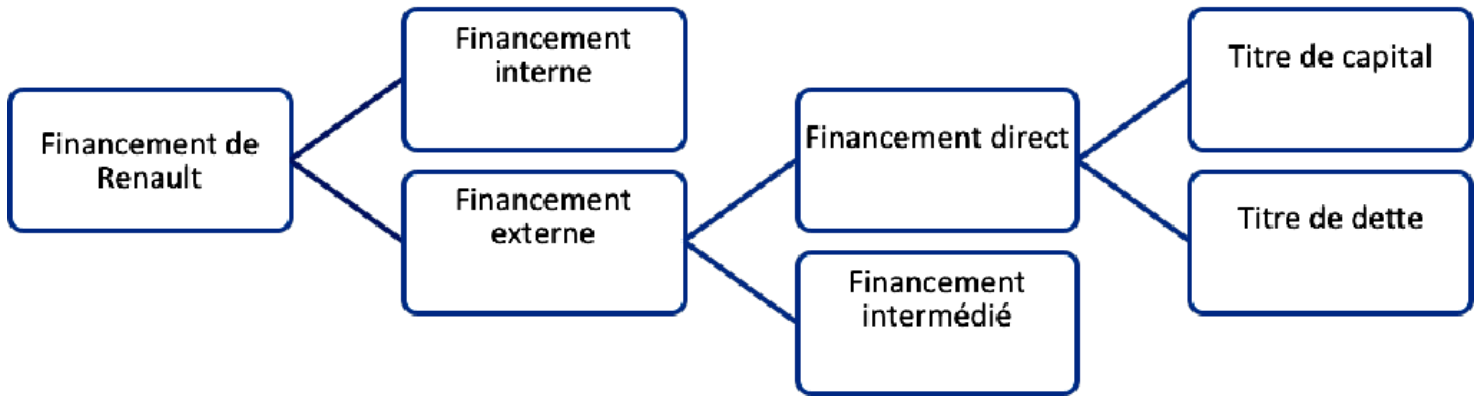 Financement de
Renault
Financement
interne
Financement
externe
Financement direct
Financement
intermédié
Titre de capital
Titre de dette